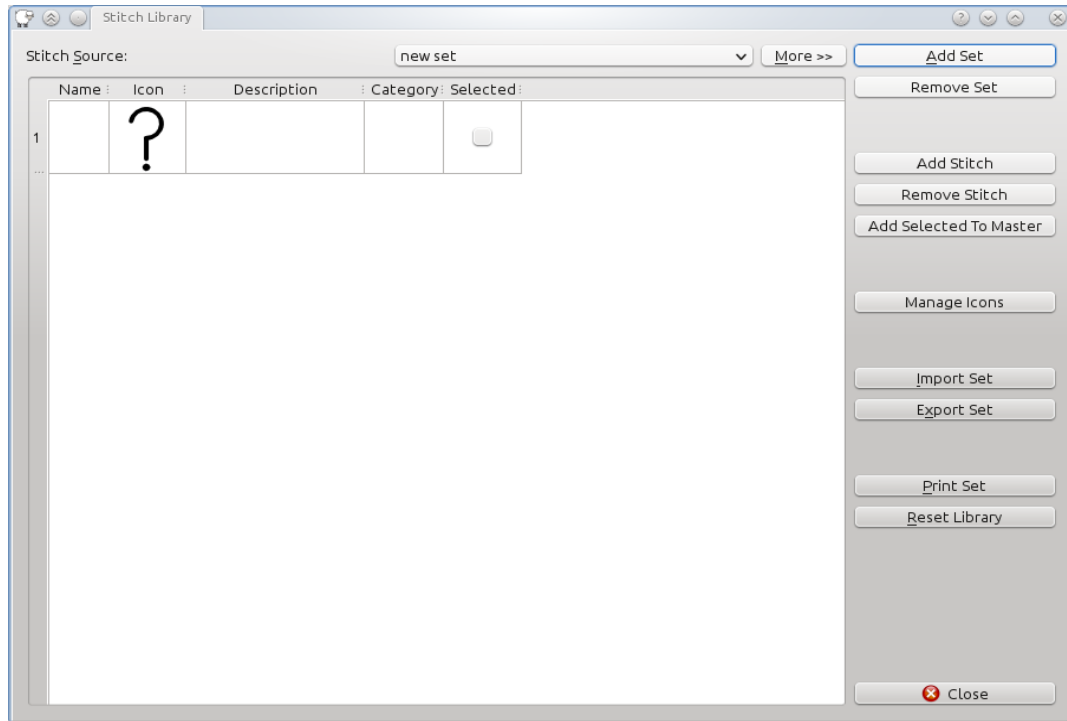 Stitch Library
Stitch Source:
new set
More >>
Add Set
Name Icon Description Category Selected
Remove Set
1
?
...
Add Stitch
Remove Stitch
Add Selected To Master
Manage Icons
Import Set
Export Set
Print Set
Reset Library
Close